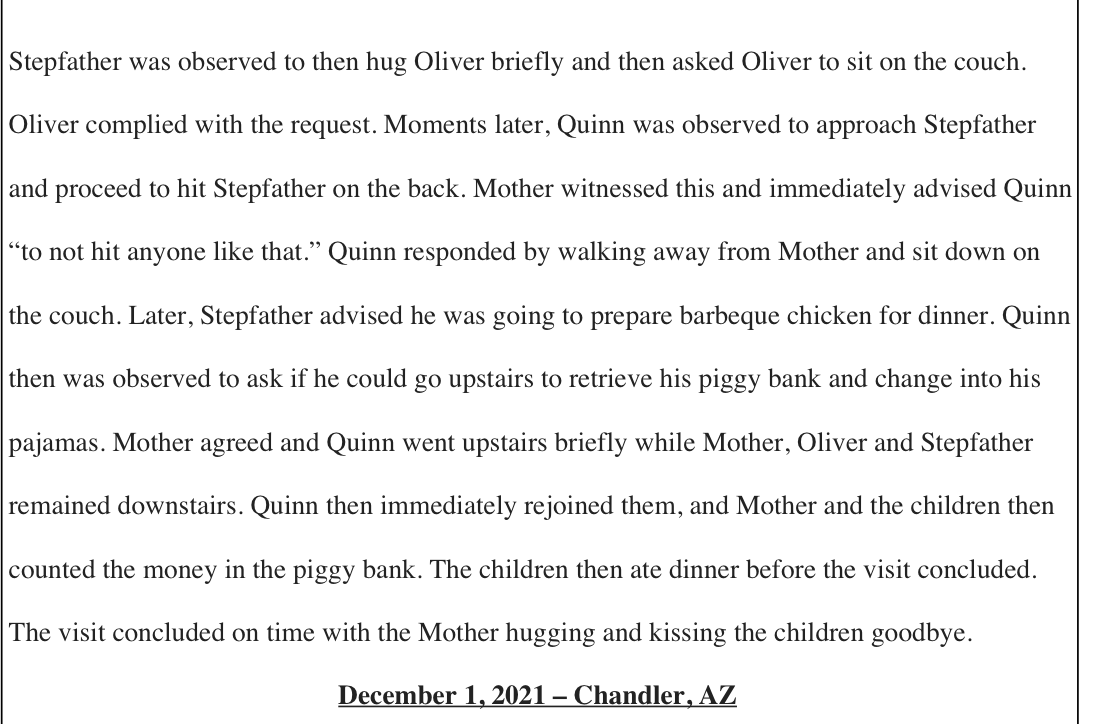 Stepfather was observed to then hug Oliver briefly and then asked Oliver to sit on the couch.
Oliver complied with the request. Moments later, Quinn was observed to approach Stepfather
and proceed to hit Stepfather on the back. Mother witnessed this and immediately advised Quinn
“to not hit anyone like that.” Quinn responded by walking away from Mother and sit down on
the couch. Later, Stepfather advised he was going to prepare barbeque chicken for dinner. Quinn
then was observed to ask if he could go upstairs to retrieve his piggy bank and change into his
pajamas. Mother agreed and Quinn went upstairs briefly while Mother, Oliver and Stepfather
remained downstairs. Quinn then immediately rejoined them, and Mother and the children then
counted the money in the piggy bank. The children then ate dinner before the visit concluded.
The visit concluded on time with the Mother hugging and kissing the children goodbye.
December 1, 2021 – Chandler, AZ